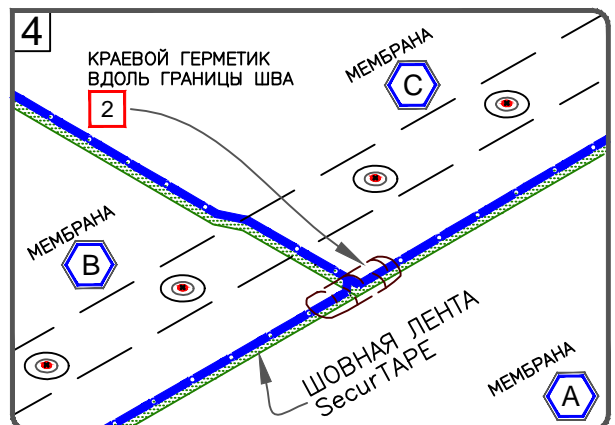 4
КРАЕВОЙ ГЕРМЕТИК
ВДОЛЬ ГРАНИЦЫ ШВА
2
МЕМБРАНА
C
МЕМБРАНА
B
ШОВНАЯ ЛЕНТА
SecurTAPE
МЕМБРАНА
A